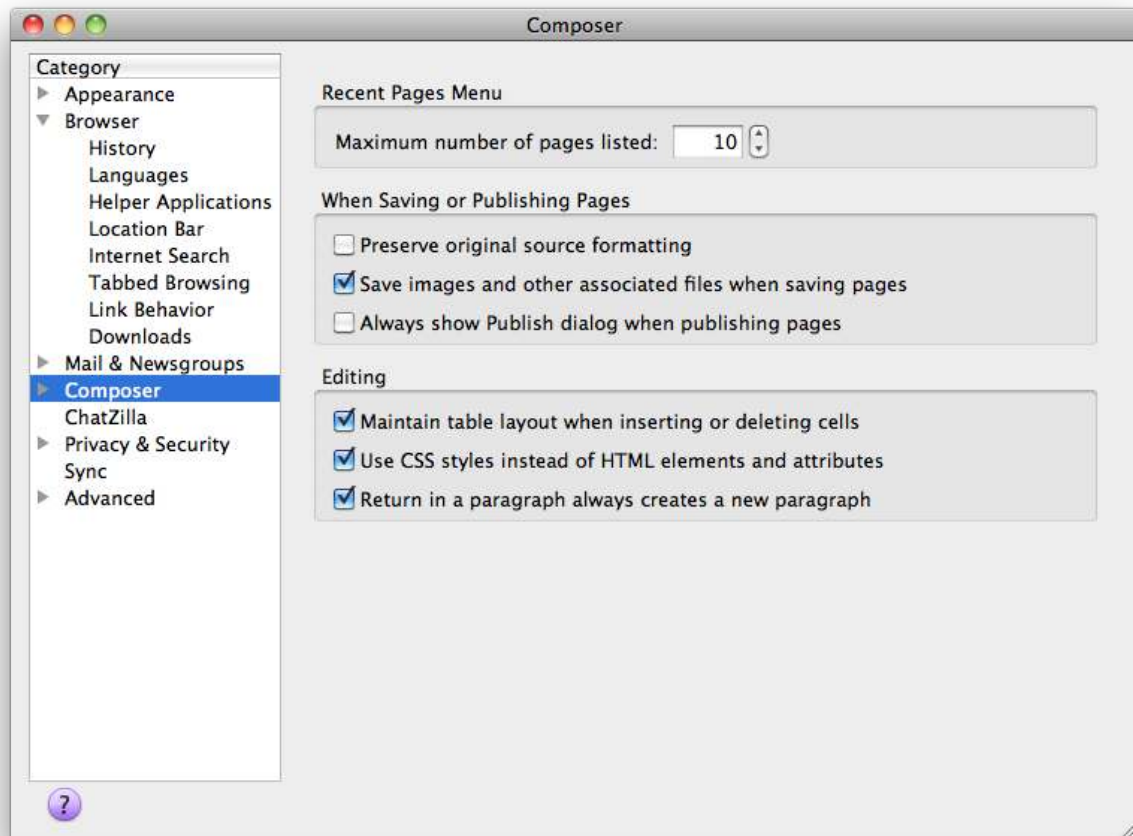 Composer
Category
Appearance
Browser
History
Languages
Helper Applications
Location Bar
Internet Search
Tabbed Browsing
Link Behavior
Downloads
Mail & Newsgroups
Composer
ChatZilla
Privacy & Security
Sync
Advanced
Recent Pages Menu
Maximum number of pages listed: 10
When Saving or Publishing Pages
Preserve original source formatting
Save images and other associated files when saving pages
Always show Publish dialog when publishing pages
Editing
Maintain table layout when inserting or deleting cells
Use CSS styles instead of HTML elements and attributes
Return in a paragraph always creates a new paragraph
?